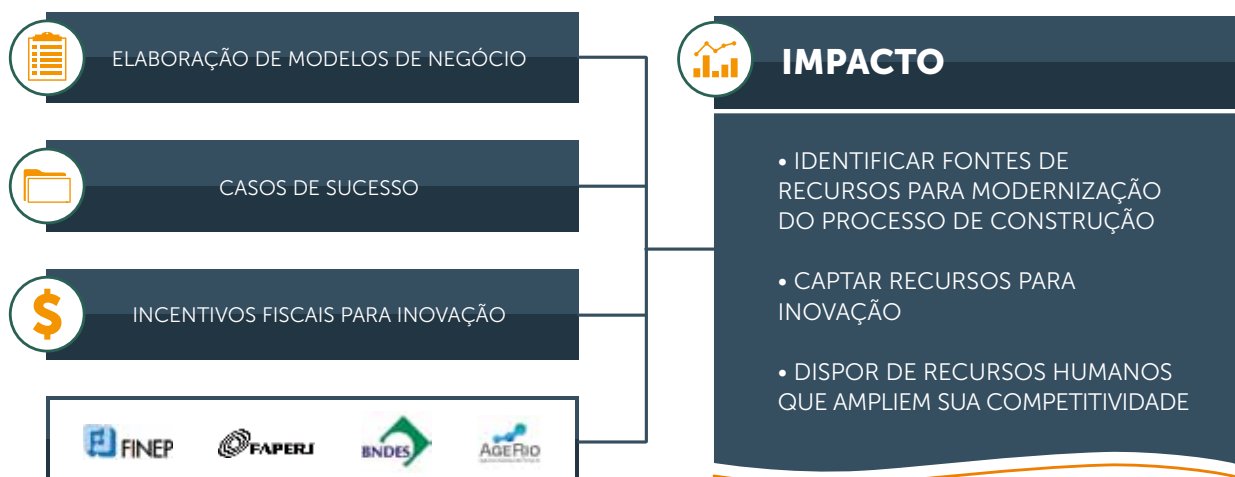 ELABORAÇÃO DE MODELOS DE NEGÓCIO
CASOS DE SUCESSO
INCENTIVOS FISCAIS PARA INOVAÇÃO
FINEP FAPERJ BNDES AGERIO
IMPACTO
• IDENTIFICAR FONTES DE
RECURSOS PARA MODERNIZAÇÃO
DO PROCESSO DE CONSTRUÇÃO
• CAPTAR RECURSOS PARA
INOVAÇÃO
• DISPOR DE RECURSOS HUMANOS
QUE AMPLIEM SUA COMPETITIVIDADE